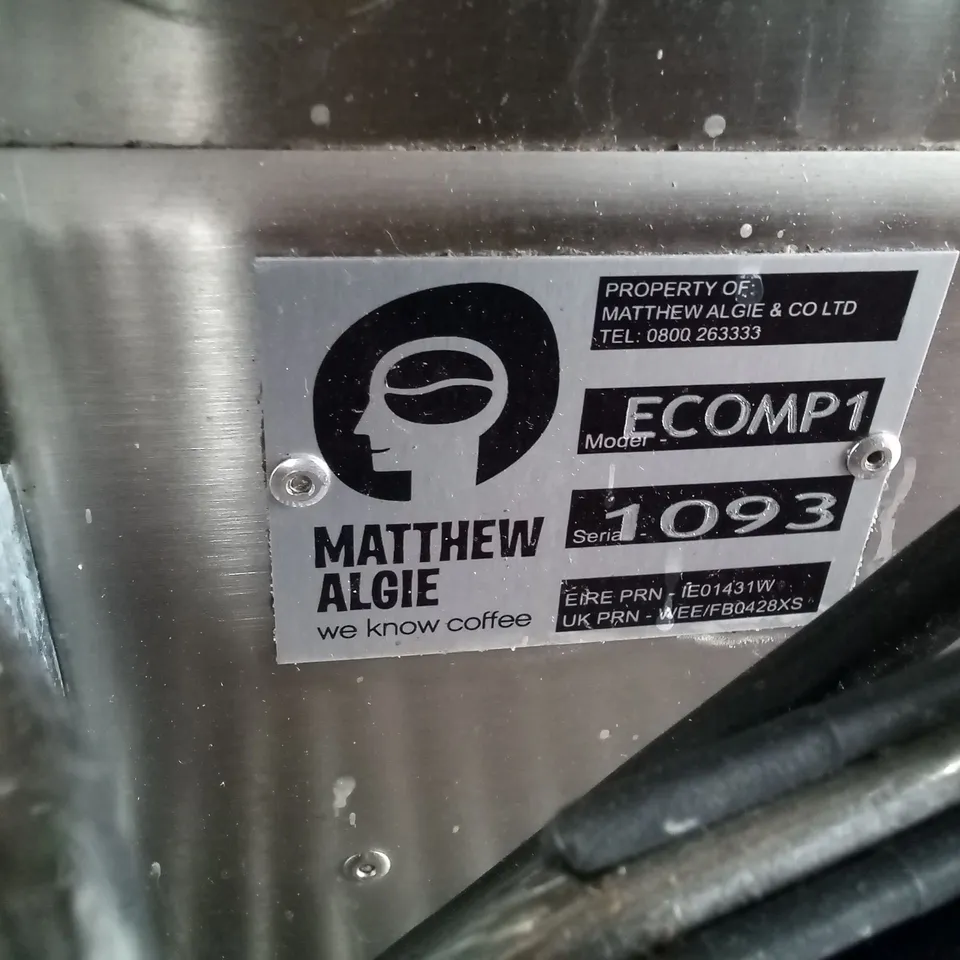 PROPERTY OF:
MATTHEW ALGIE & CO LTD
TEL: 0800 263333
Model - ECOMP1
Serial - 1093
EIRE PRN - IE01431W
UK PRN - WEE/FB0428XS
MATTHEW
ALGIE
we know coffee